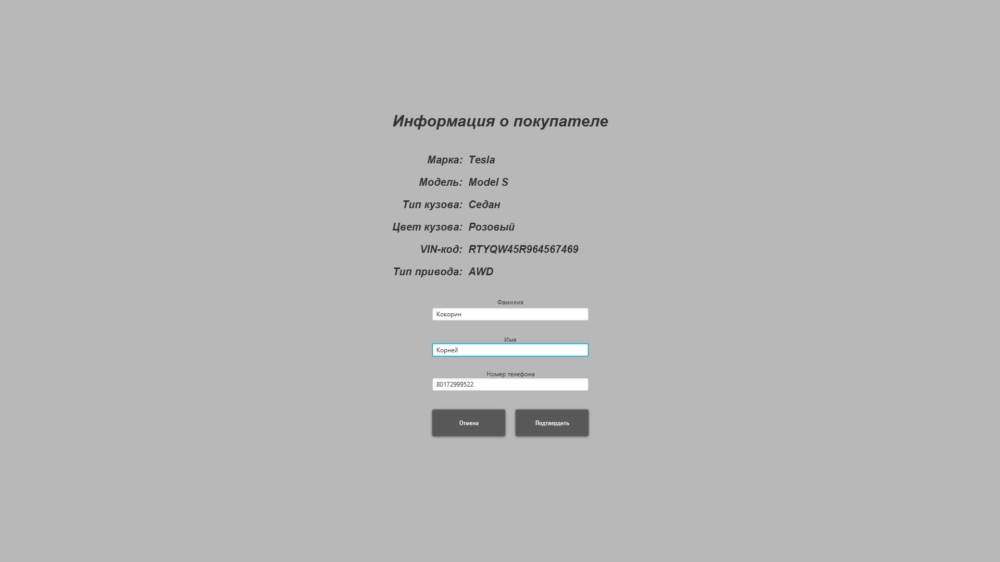 Информация о покупателе
Марка: Tesla
Модель: Model S
Тип кузова: Седан
Цвет кузова: Розовый
VIN-код: RTYQW45R964567469
Тип привода: AWD
Фамилия
Кокорин
Имя
Корней
Номер телефона
80172999522
Отмена Подтвердить